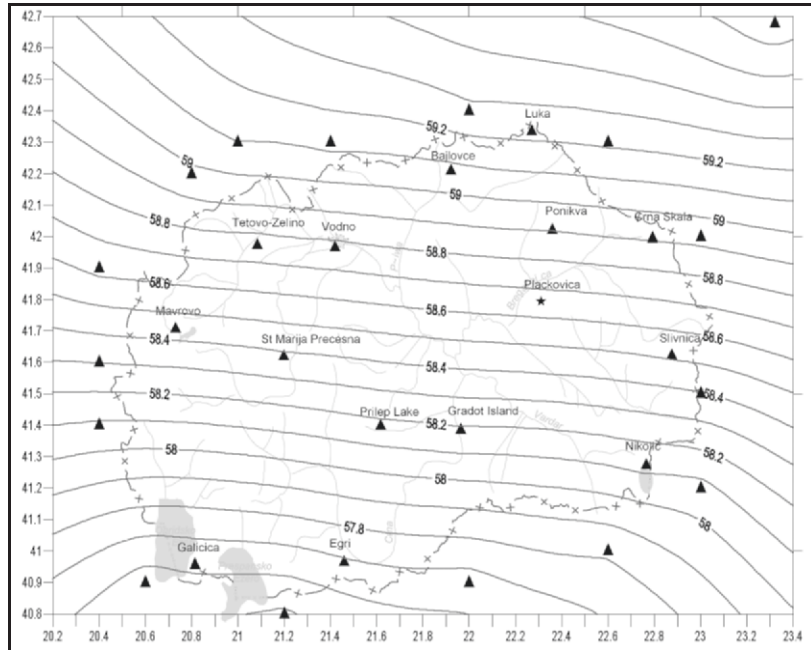 42.7
42.6
42.5
42.4
Luka
59.2
42.3
Bajlovce
59.2
59
42.2
59
42.1
58.8
Ponikva
Crna Skala
59
Tetovo-Zelino
Vodno
42
58.8
58.8
41.9
58.6
Plackovica
41.8
58.6
Mavrovo
58.6
41.7
58.4
St Marija Precesna
Slivnica
41.6
58.4
58.4
41.5
58.2
Prilep Lake
Gradot Island
41.4
58.2
Vardar
Nikolic
41.3
58
58.2
58
41.2
58
41.1
57.8
41
Galicica
Egri
Crna
40.9
40.8
20.2 20.4 20.6 20.8 21 21.2 21.4 21.6 21.8 22 22.2 22.4 22.6 22.8 23 23.2 23.4